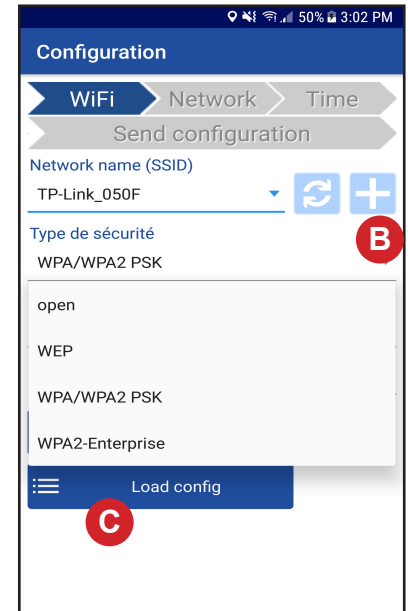 50% 3:02 PM
Configuration
WiFi Network Time
Send configuration
Network name (SSID)
TP-Link_050F
B
Type de sécurité
WPA/WPA2 PSK
open
WEP
WPA/WPA2 PSK
WPA2-Enterprise
Load config
C